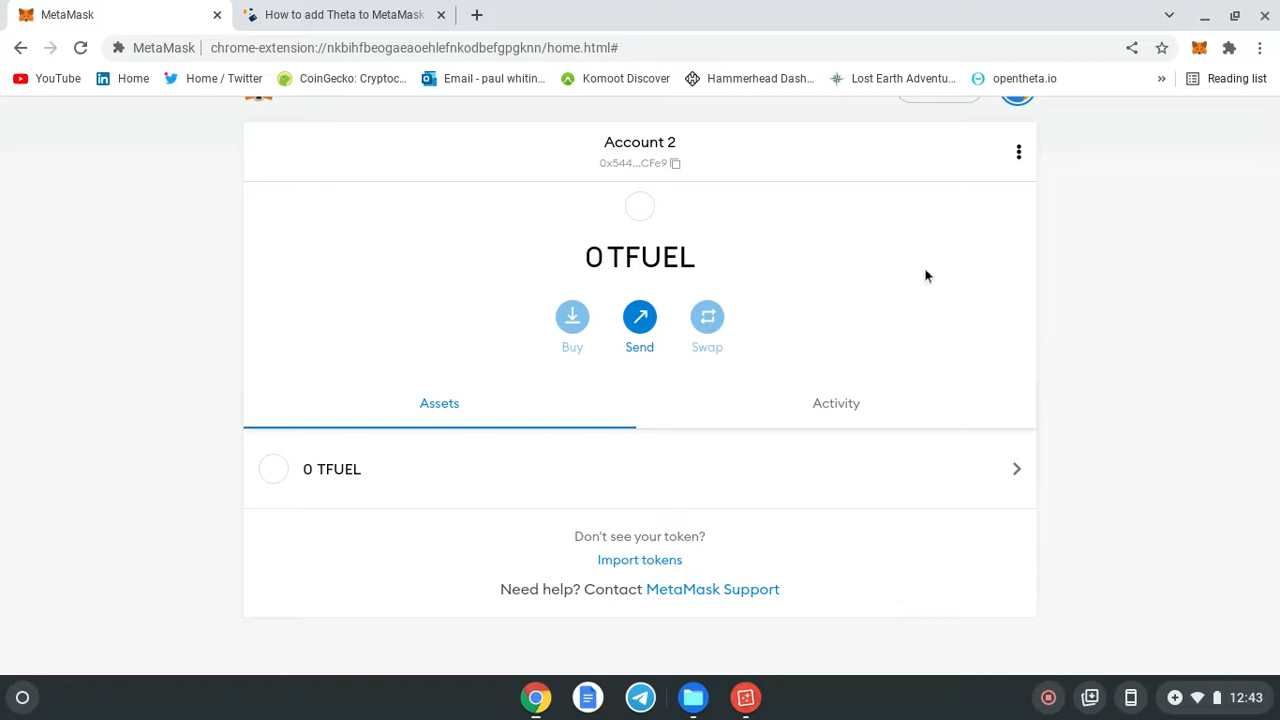 MetaMask
How to add Theta to MetaMask
MetaMask
chrome-extension://nkbihfbeogaeaoehlefnkodbefgpgknn/home.html#
YouTube
Home
Home / Twitter
CoinGecko: Cryptoc...
Email - paul whitin...
Komoot Discover
Hammerhead Dash...
Lost Earth Adventu...
opentheta.io
»
Reading list
Account 2
0x544...CFe9
0 TFUEL
Buy
Send
Swap
Assets
Activity
0 TFUEL
Don't see your token?
Import tokens
Need help? Contact MetaMask Support
12:43